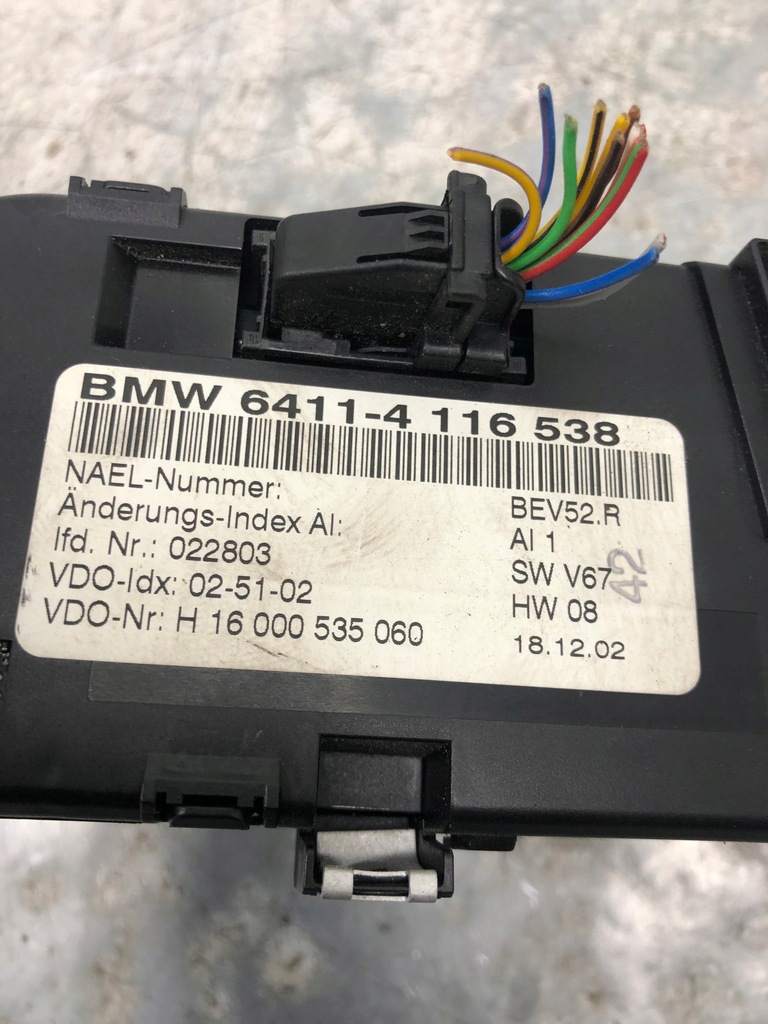 BMW 6411-4 116 538
NAEL-Nummer: BEV52.R
Änderungs-Index AI: AI 1
lfd. Nr.: 022803 SW V67
VDO-Idx: 02-51-02 HW 08
VDO-Nr: H 16 000 535 060 18.12.02
42